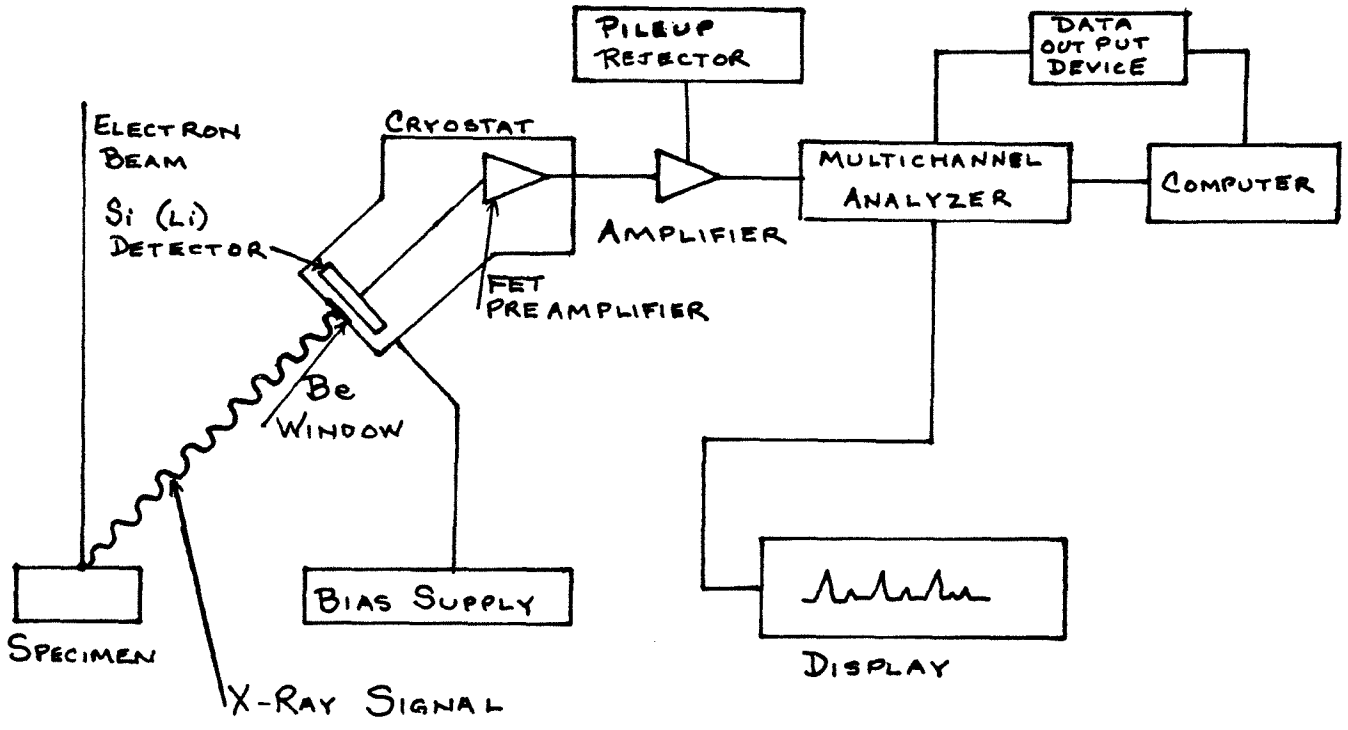 PILEUP
REJECTOR
DATA
OUT PUT
DEVICE
ELECTRON
BEAM
CRYOSTAT
MULTICHANNEL
ANALYZER
COMPUTER
Si (Li)
DETECTOR
AMPLIFIER
FET
PREAMPLIFIER
Be
WINDOW
BIAS SUPPLY
SPECIMEN
DISPLAY
X-RAY SIGNAL